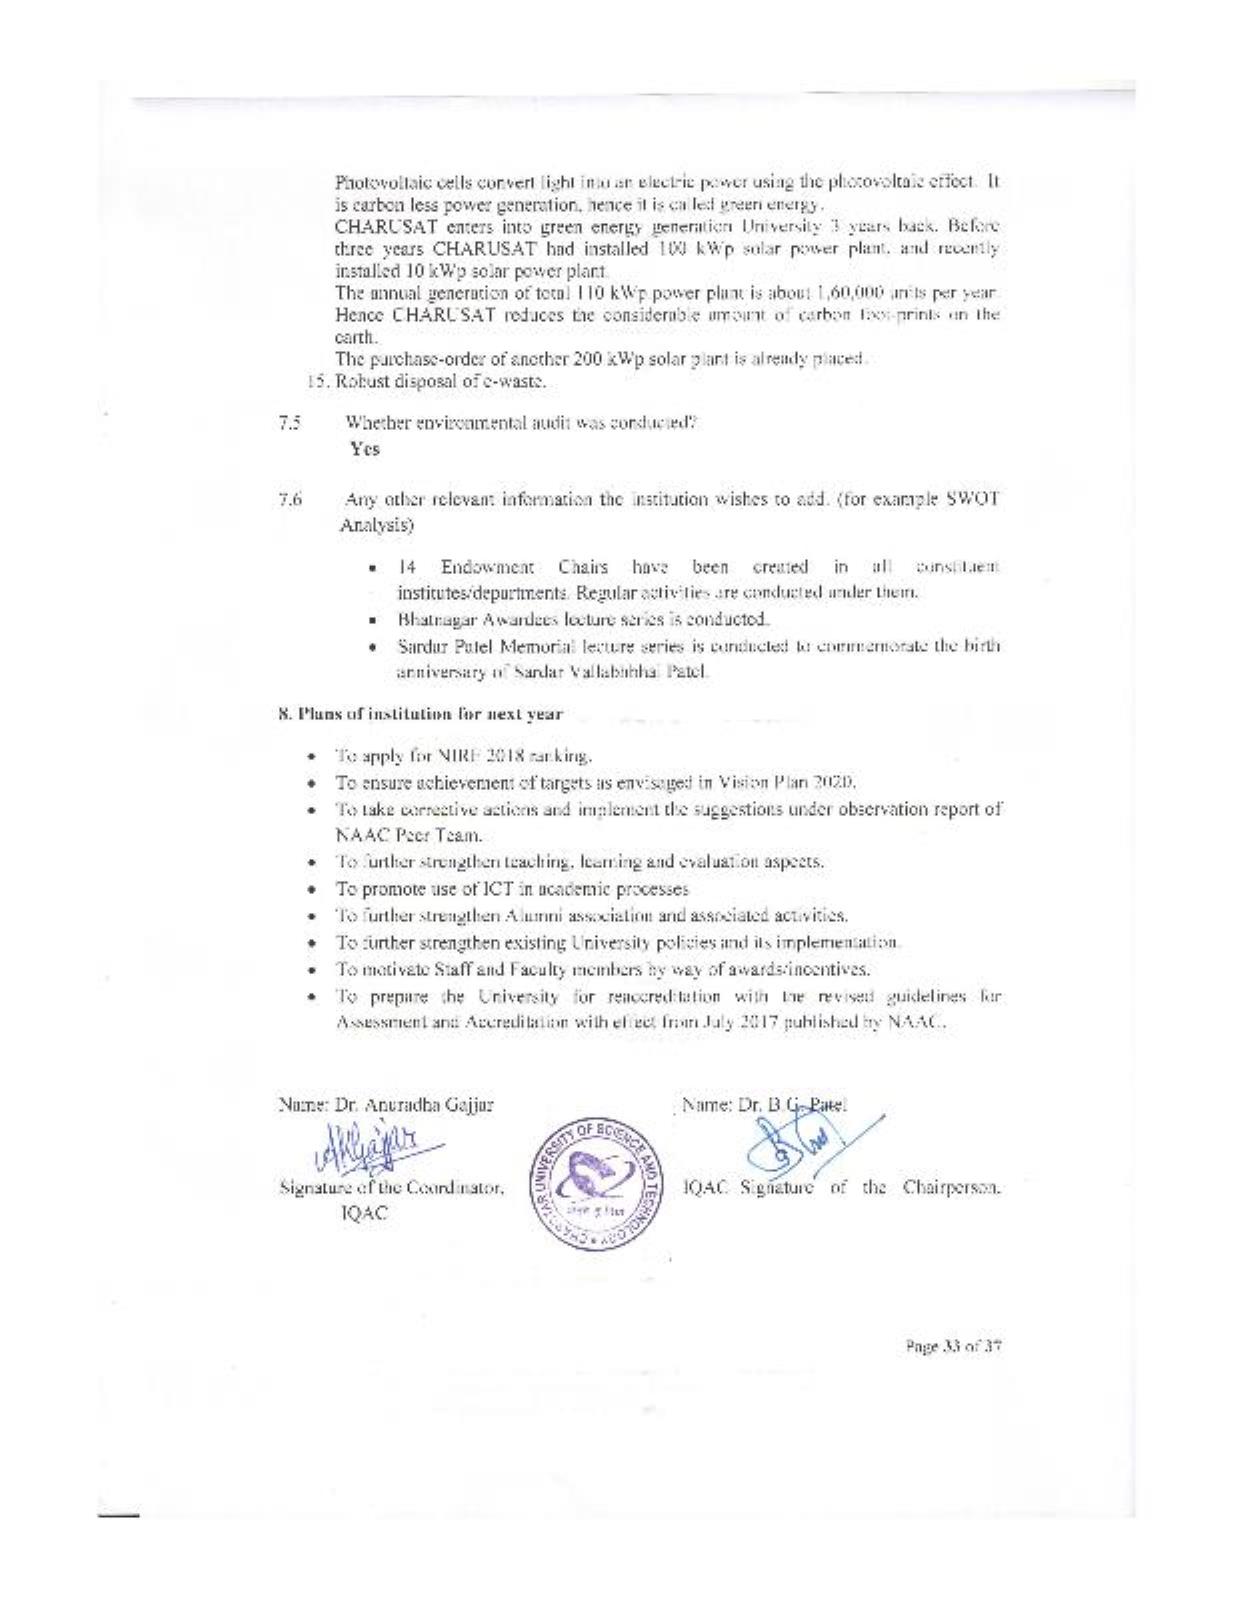 Photovoltaic cells convert light into an electric power using the photovoltaic effect. It
is carbon less power generation, hence it is called green energy.
CHARUSAT enters into green energy generation University 3 years back. Before
three years CHARUSAT had installed 100 kWp solar power plant, and recently
installed 10 kWp solar power plant.
The annual generation of total 110 kWp power plant is about 1,60,000 units per year.
Hence CHARUSAT reduces the considerable amount of carbon foot-prints on the
earth.
The purchase-order of another 200 kWp solar plant is already placed.
15. Robust disposal of e-waste.
7.5 Whether environmental audit was conducted?
Yes
7.6 Any other relevant information the institution wishes to add. (for example SWOT
Analysis)
▪ 14 Endowment Chairs have been created in all constituent
institutes/departments. Regular activities are conducted under them.
▪ Bhatnagar Awardees lecture series is conducted.
▪ Sardar Patel Memorial lecture series is conducted to commemorate the birth
anniversary of Sardar Vallabhbhai Patel.
8. Plans of institution for next year
• To apply for NIRF 2018 ranking.
• To ensure achievement of targets as envisaged in Vision Plan 2020.
• To take corrective actions and implement the suggestions under observation report of
NAAC Peer Team.
• To further strengthen teaching, learning and evaluation aspects.
• To promote use of ICT in academic processes
• To further strengthen Alumni association and associated activities.
• To further strengthen existing University policies and its implementation.
• To motivate Staff and Faculty members by way of awards/incentives.
• To prepare the University for reaccreditation with the revised guidelines for
Assessment and Accreditation with effect from July 2017 published by NAAC.
Name: Dr. Anuradha Gajjar Name: Dr. B.G. Patel
CHAROTAR UNIVERSITY OF SCIENCE AND TECHNOLOGY
Signature of the Coordinator, IQAC Signature of the Chairperson,
IQAC
Page 33 of 37